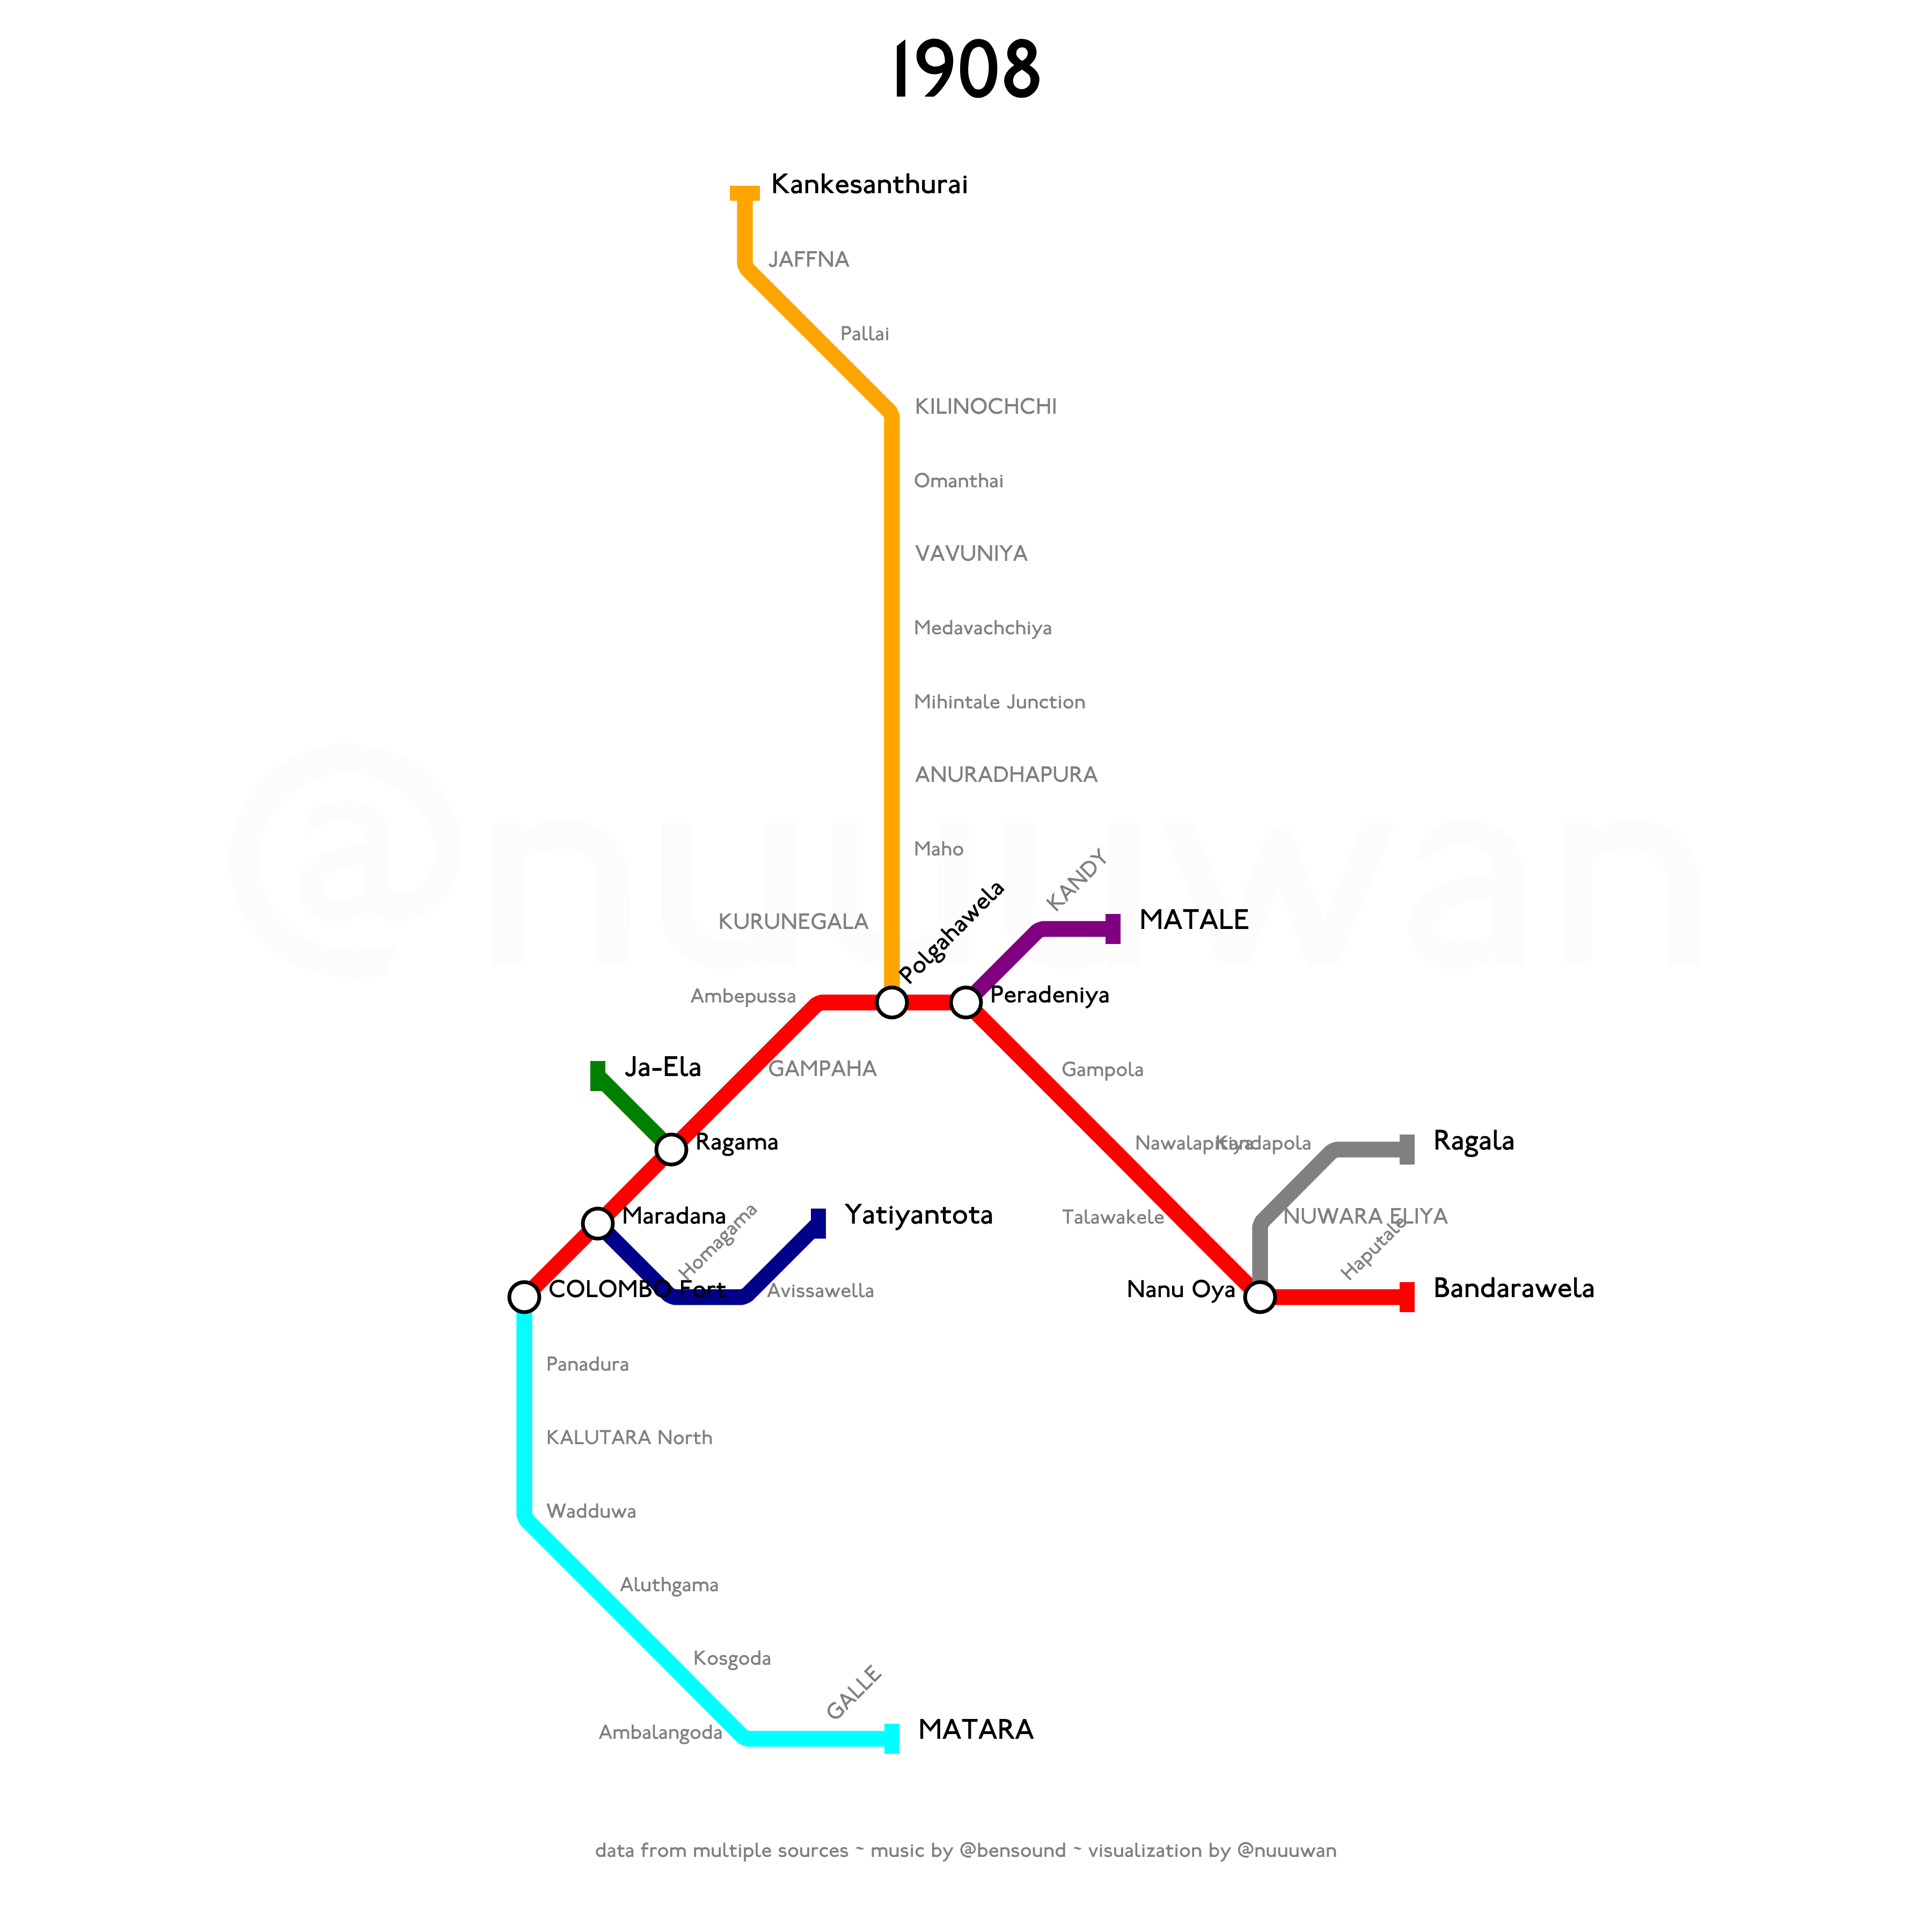 1908
Kankesanthurai
JAFFNA
Pallai
KILINOCHCHI
Omanthai
VAVUNIYA
Medavachchiya
Mihintale Junction
ANURADHAPURA
@nuuuwan
Maho
KANDY
KURUNEGALA
Polgahawela
MATALE
Ambepussa
Peradeniya
Ja-Ela
GAMPAHA
Gampola
Ragama
Nawalapitiya
Kandapola
Ragala
Maradana
Homagama
Yatiyantota
Talawakele
NUWARA ELIYA
Haputale
COLOMBO Fort
Avissawella
Nanu Oya
Bandarawela
Panadura
KALUTARA North
Wadduwa
Aluthgama
Kosgoda
GALLE
Ambalangoda
MATARA
data from multiple sources ~ music by @bensound ~ visualization by @nuuuwan